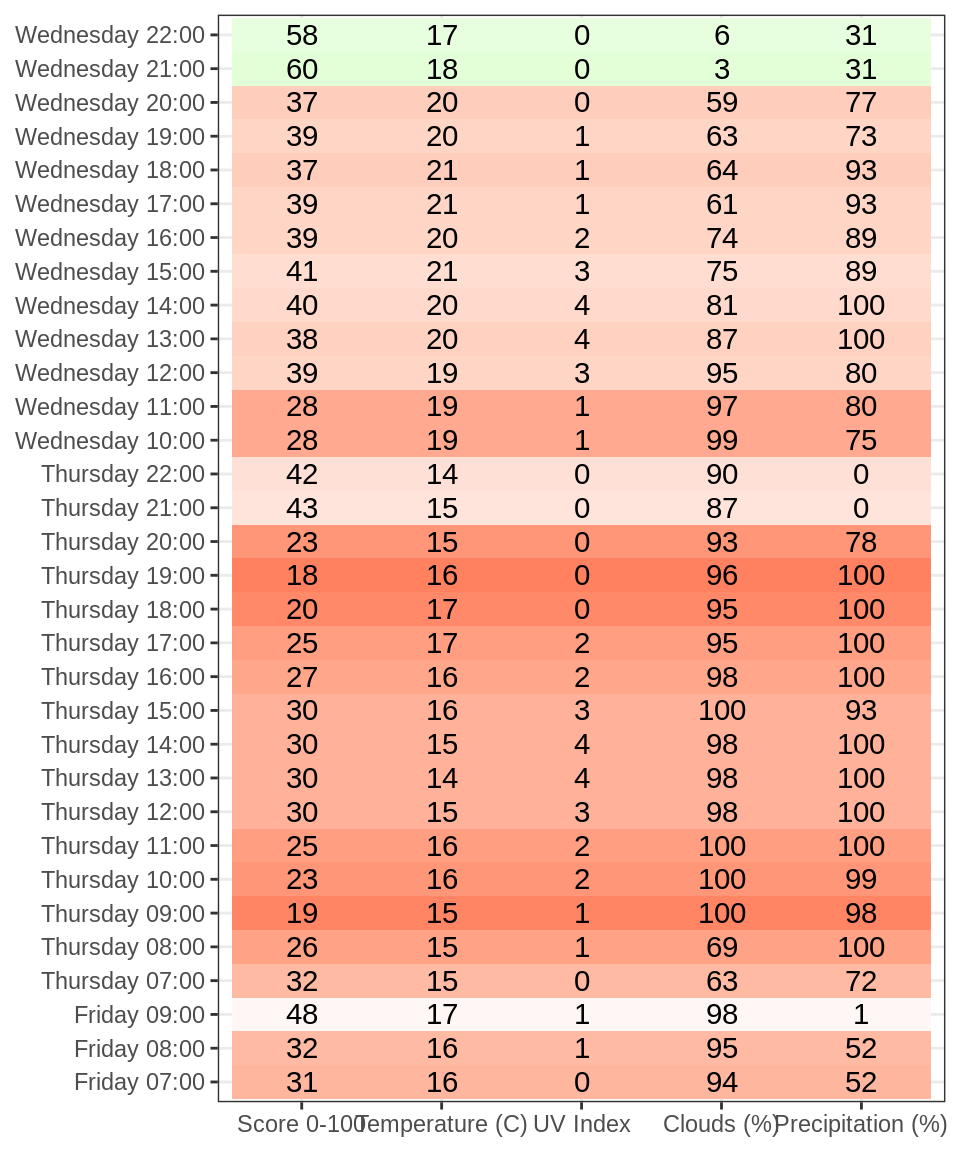 Wednesday 22:00 58 17 0 6 31
Wednesday 21:00 60 18 0 3 31
Wednesday 20:00 37 20 0 59 77
Wednesday 19:00 39 20 1 63 73
Wednesday 18:00 37 21 1 64 93
Wednesday 17:00 39 21 1 61 93
Wednesday 16:00 39 20 2 74 89
Wednesday 15:00 41 21 3 75 89
Wednesday 14:00 40 20 4 81 100
Wednesday 13:00 38 20 4 87 100
Wednesday 12:00 39 19 3 95 80
Wednesday 11:00 28 19 1 97 80
Wednesday 10:00 28 19 1 99 75
Thursday 22:00 42 14 0 90 0
Thursday 21:00 43 15 0 87 0
Thursday 20:00 23 15 0 93 78
Thursday 19:00 18 16 0 96 100
Thursday 18:00 20 17 0 95 100
Thursday 17:00 25 17 2 95 100
Thursday 16:00 27 16 2 98 100
Thursday 15:00 30 16 3 100 93
Thursday 14:00 30 15 4 98 100
Thursday 13:00 30 14 4 98 100
Thursday 12:00 30 15 3 98 100
Thursday 11:00 25 16 2 100 100
Thursday 10:00 23 16 2 100 99
Thursday 09:00 19 15 1 100 98
Thursday 08:00 26 15 1 69 100
Thursday 07:00 32 15 0 63 72
Friday 09:00 48 17 1 98 1
Friday 08:00 32 16 1 95 52
Friday 07:00 31 16 0 94 52
Score 0-100 Temperature (C) UV Index Clouds (%) Precipitation (%)